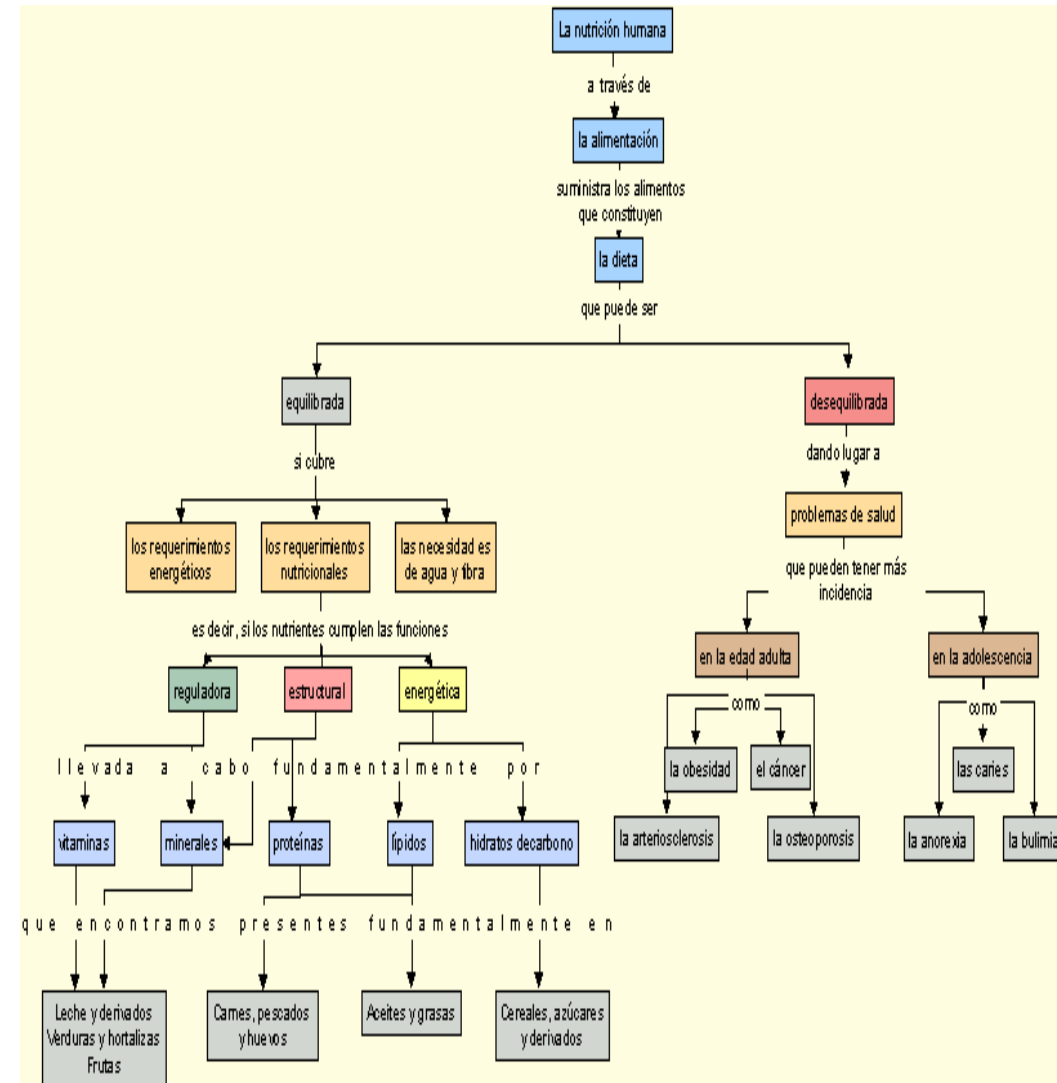 La nutrición humana
a través de
la alimentación
suministra los alimentos
que constituyen
la dieta
que puede ser
equilibrada
desequilibrada
si cubre
dando lugar a
los requerimientos
energéticos
los requerimientos
nutricionales
las necesidad es
de agua y fibra
problemas de salud
que pueden tener más
incidencia
es decir, si los nutrientes cumplen las funciones
en la edad adulta
en la adolescencia
reguladora
estructural
energética
como
como
llevada a cabo fundamentalmente por
la obesidad
el cáncer
las caries
vitaminas
minerales
proteínas
lípidos
hidratos decarbono
la arteriosclerosis
la osteoporosis
la anorexia
la bulimia
que encontramos presentes fundamentalmente en
Leche y derivados
Verduras y hortalizas
Frutas
Carnes, pescados
y huevos
Aceites y grasas
Cereales, azúcares
y derivados